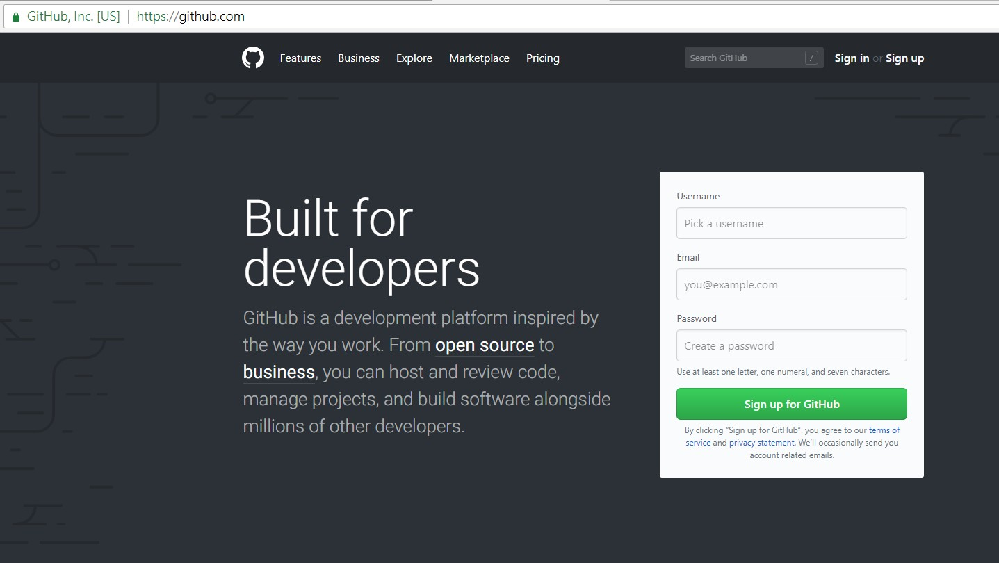 GitHub, Inc. [US] | https://github.com
Features Business Explore Marketplace Pricing Search GitHub / Sign in or Sign up
Built for
developers
GitHub is a development platform inspired by
the way you work. From open source to
business, you can host and review code,
manage projects, and build software alongside
millions of other developers.
Username
Pick a username
Email
you@example.com
Password
Create a password
Use at least one letter, one numeral, and seven characters.
Sign up for GitHub
By clicking “Sign up for GitHub”, you agree to our terms of
service and privacy statement. We’ll occasionally send you
account related emails.